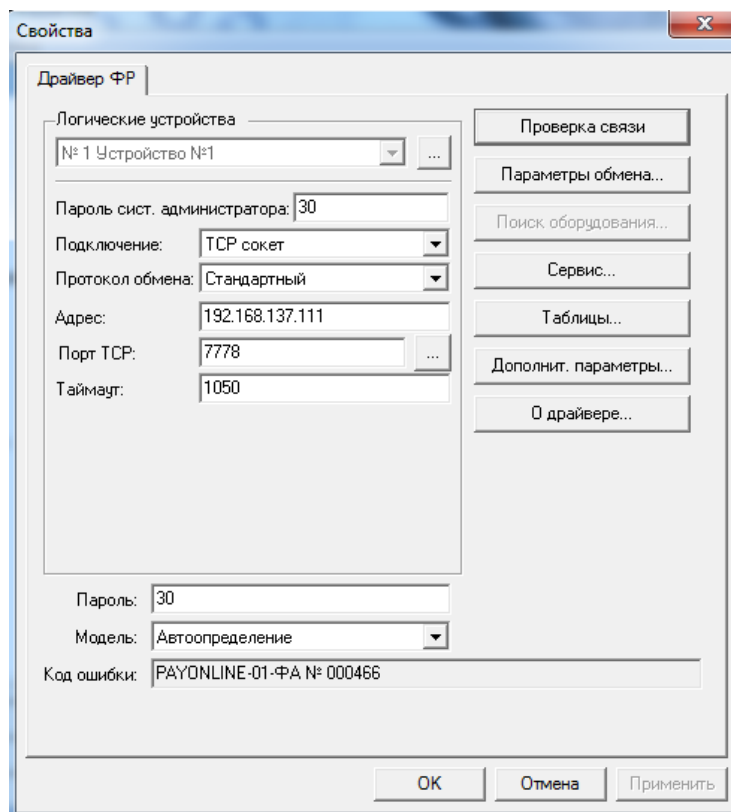 Свойства
Драйвер ФР
Логические устройства
№ 1 Устройство №1
...
Пароль сист. администратора: 30
Подключение: TCP сокет
Протокол обмена: Стандартный
Адрес: 192.168.137.111
Порт TCP: 7778 ...
Таймаут: 1050
Проверка связи
Параметры обмена...
Поиск оборудования...
Сервис...
Таблицы...
Дополнит. параметры...
О драйвере...
Пароль: 30
Модель: Автоопределение
Код ошибки: PAYONLINE-01-ФА № 000466
OK
Отмена
Применить